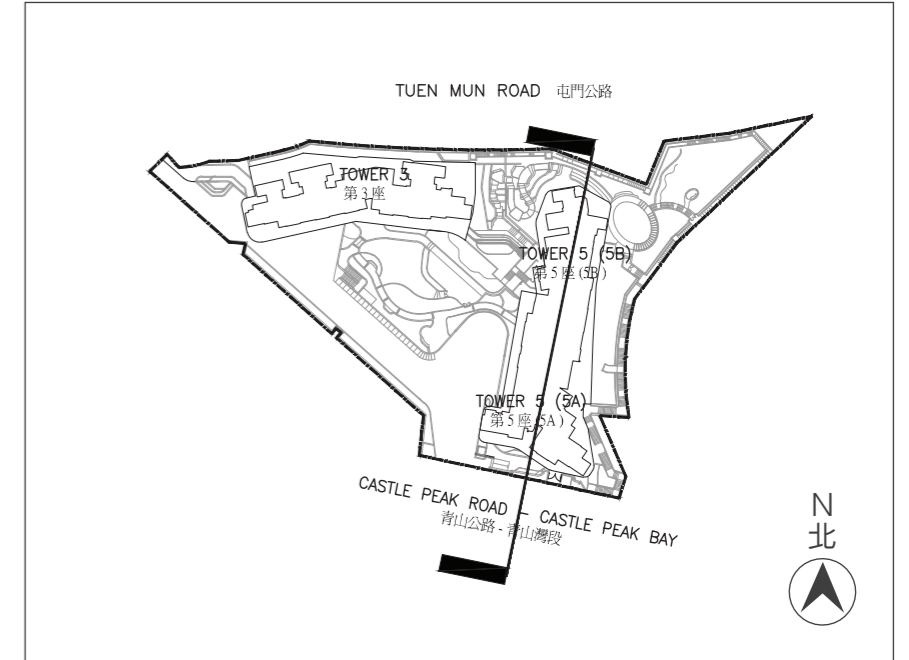 TUEN MUN ROAD 屯門公路
TOWER 3
第3座
TOWER 5 (5B)
第5座(5B)
TOWER 5 (5A)
第5座(5A)
CASTLE PEAK ROAD - CASTLE PEAK BAY
青山公路 - 青山灣段
N
北